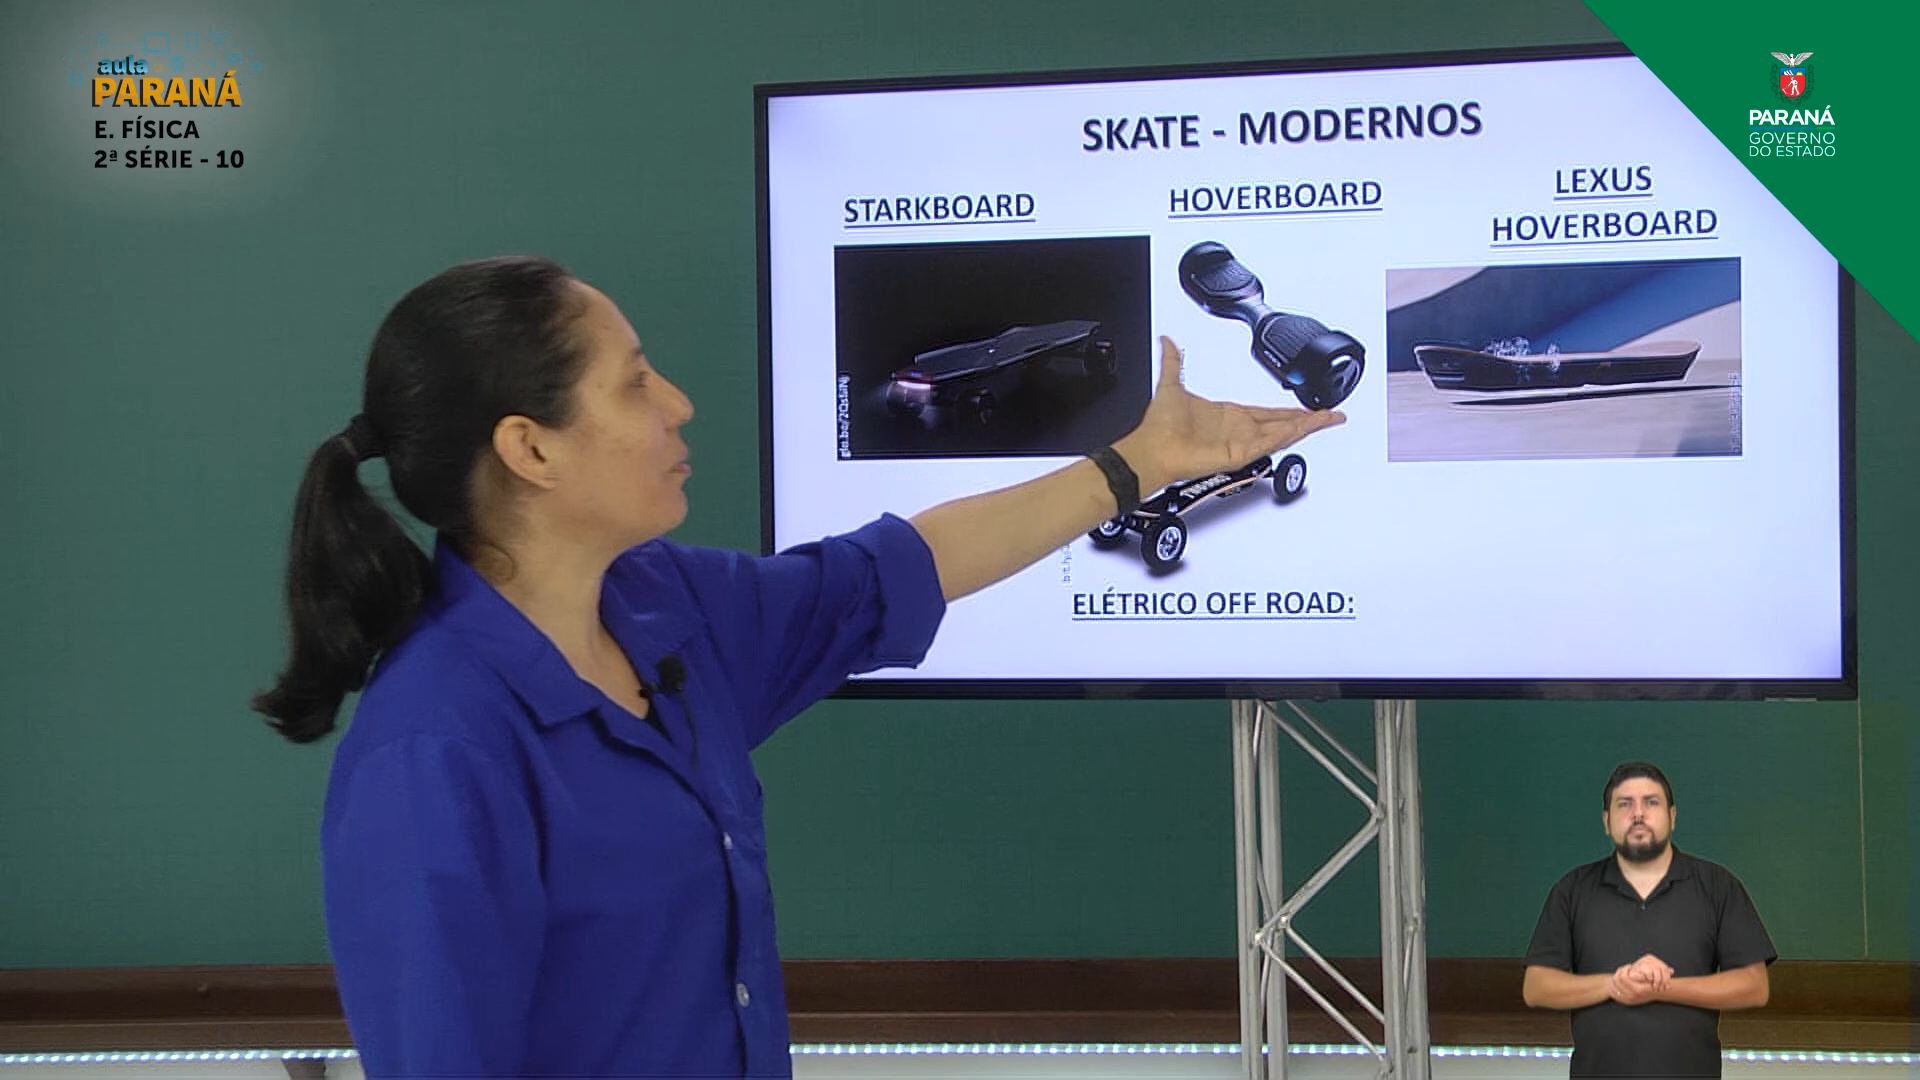 aula
PARANÁ
E. FÍSICA
2ª SÉRIE - 10
PARANÁ
GOVERNO
DO ESTADO
SKATE - MODERNOS
STARKBOARD
HOVERBOARD
LEXUS
HOVERBOARD
ELÉTRICO OFF ROAD: